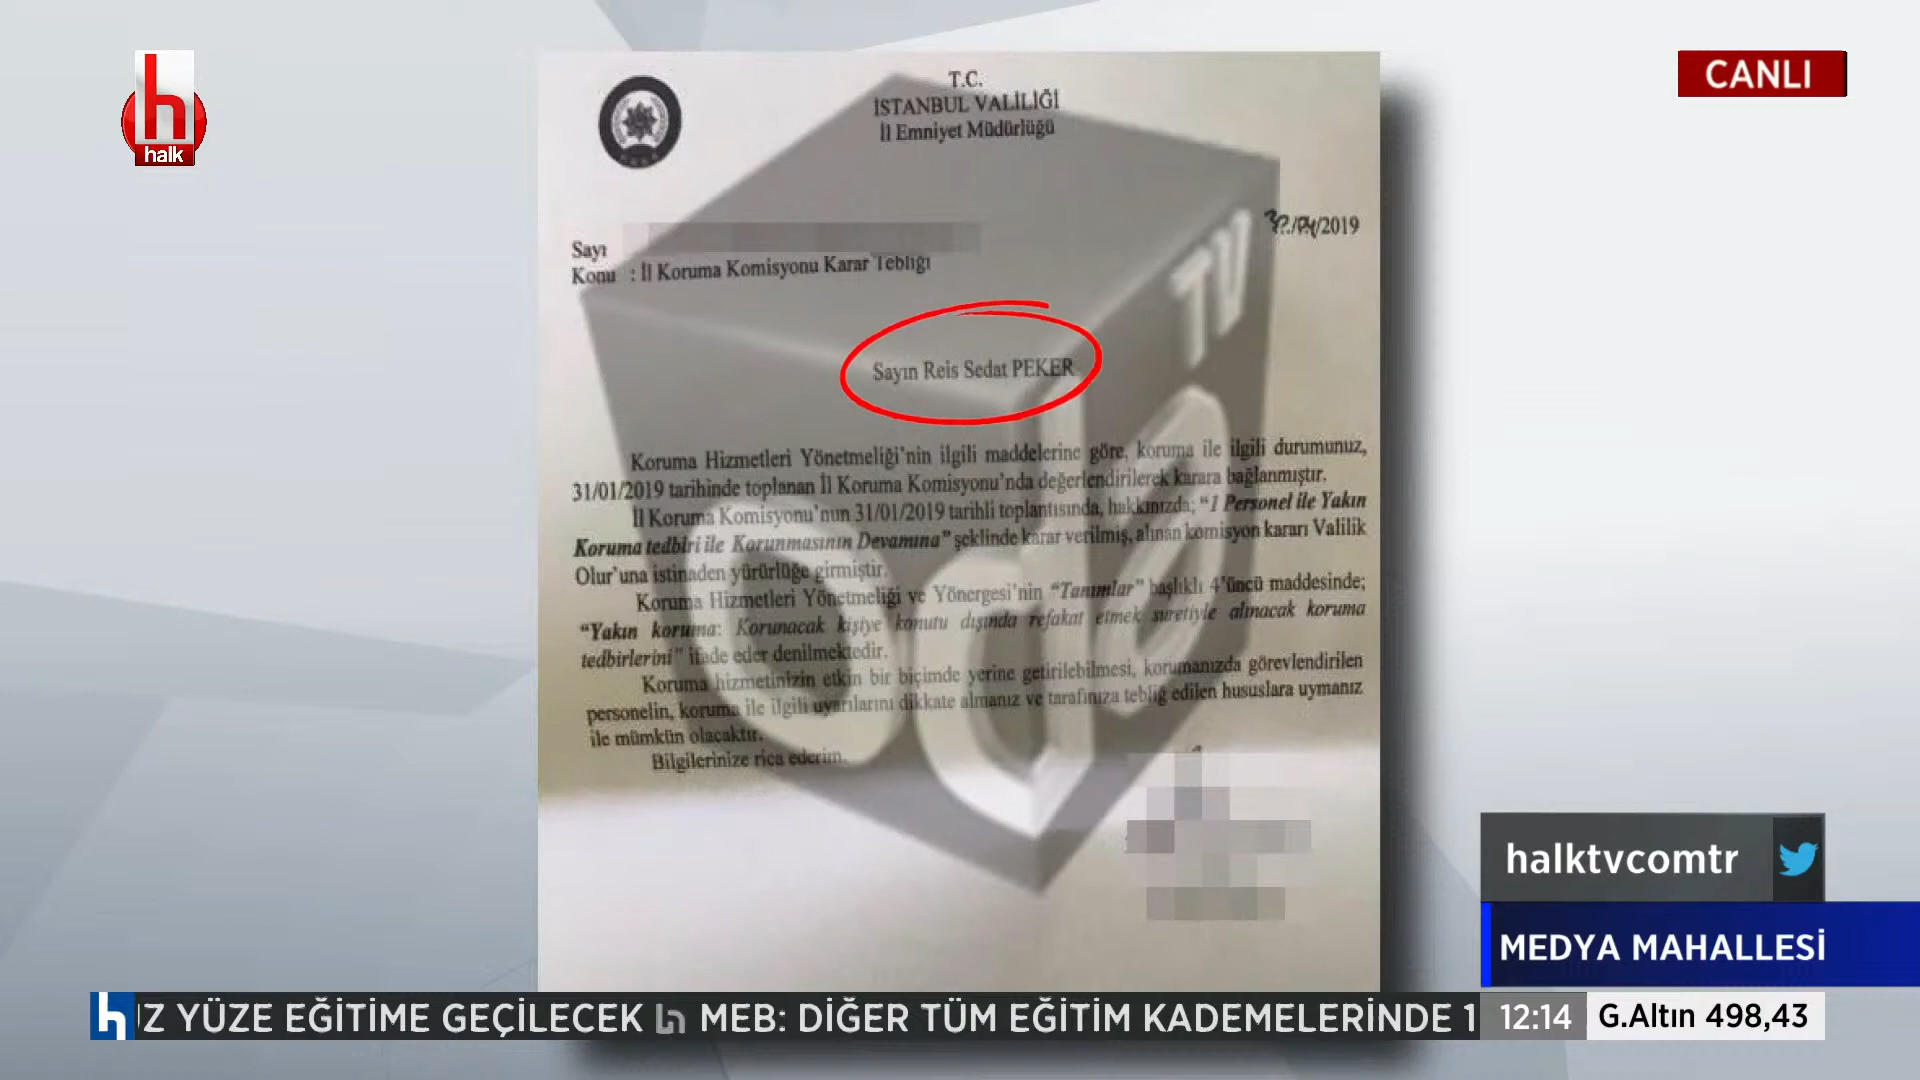 h
halk
CANLI
T.C.
İSTANBUL VALİLİĞİ
İl Emniyet Müdürlüğü
/2019
Sayı
Konu : İl Koruma Komisyonu Karar Tebliği
Sayın Reis Sedat PEKER
Koruma Hizmetleri Yönetmeliği'nin ilgili maddelerine göre, koruma ile ilgili durumunuz,
31/01/2019 tarihinde toplanan İl Koruma Komisyonu'nda değerlendirilerek karara bağlanmıştır.
İl Koruma Komisyonu'nun 31/01/2019 tarihli toplantısında, hakkınızda; "1 Personel ile Yakın
Koruma tedbiri ile Korunmasının Devamına" şeklinde karar verilmiş, alınan komisyon kararı Valilik
Olur'una istinaden yürürlüğe girmiştir.
Koruma Hizmetleri Yönetmeliği ve Yönergesi'nin "Tanımlar" başlıklı 4'üncü maddesinde;
"Yakın koruma: Korunacak kişiye konutu dışında refakat etmek suretiyle alınacak koruma
tedbirlerini" ifade eder denilmektedir.
Koruma hizmetinizin etkin bir biçimde yerine getirilebilmesi, korumanızda görevlendirilen
personelin, koruma ile ilgili uyarılarını dikkate almanız ve tarafınıza tebliğ edilen hususlara uymanız
ile mümkün olacaktır.
Bilgilerinize rica ederim.
oda TV
halktvcomtr
MEDYA MAHALLESİ
h UZ YÜZE EĞİTİME GEÇİLECEK h MEB: DİĞER TÜM EĞİTİM KADEMELERİNDE 1
12:14 G.Altın 498,43